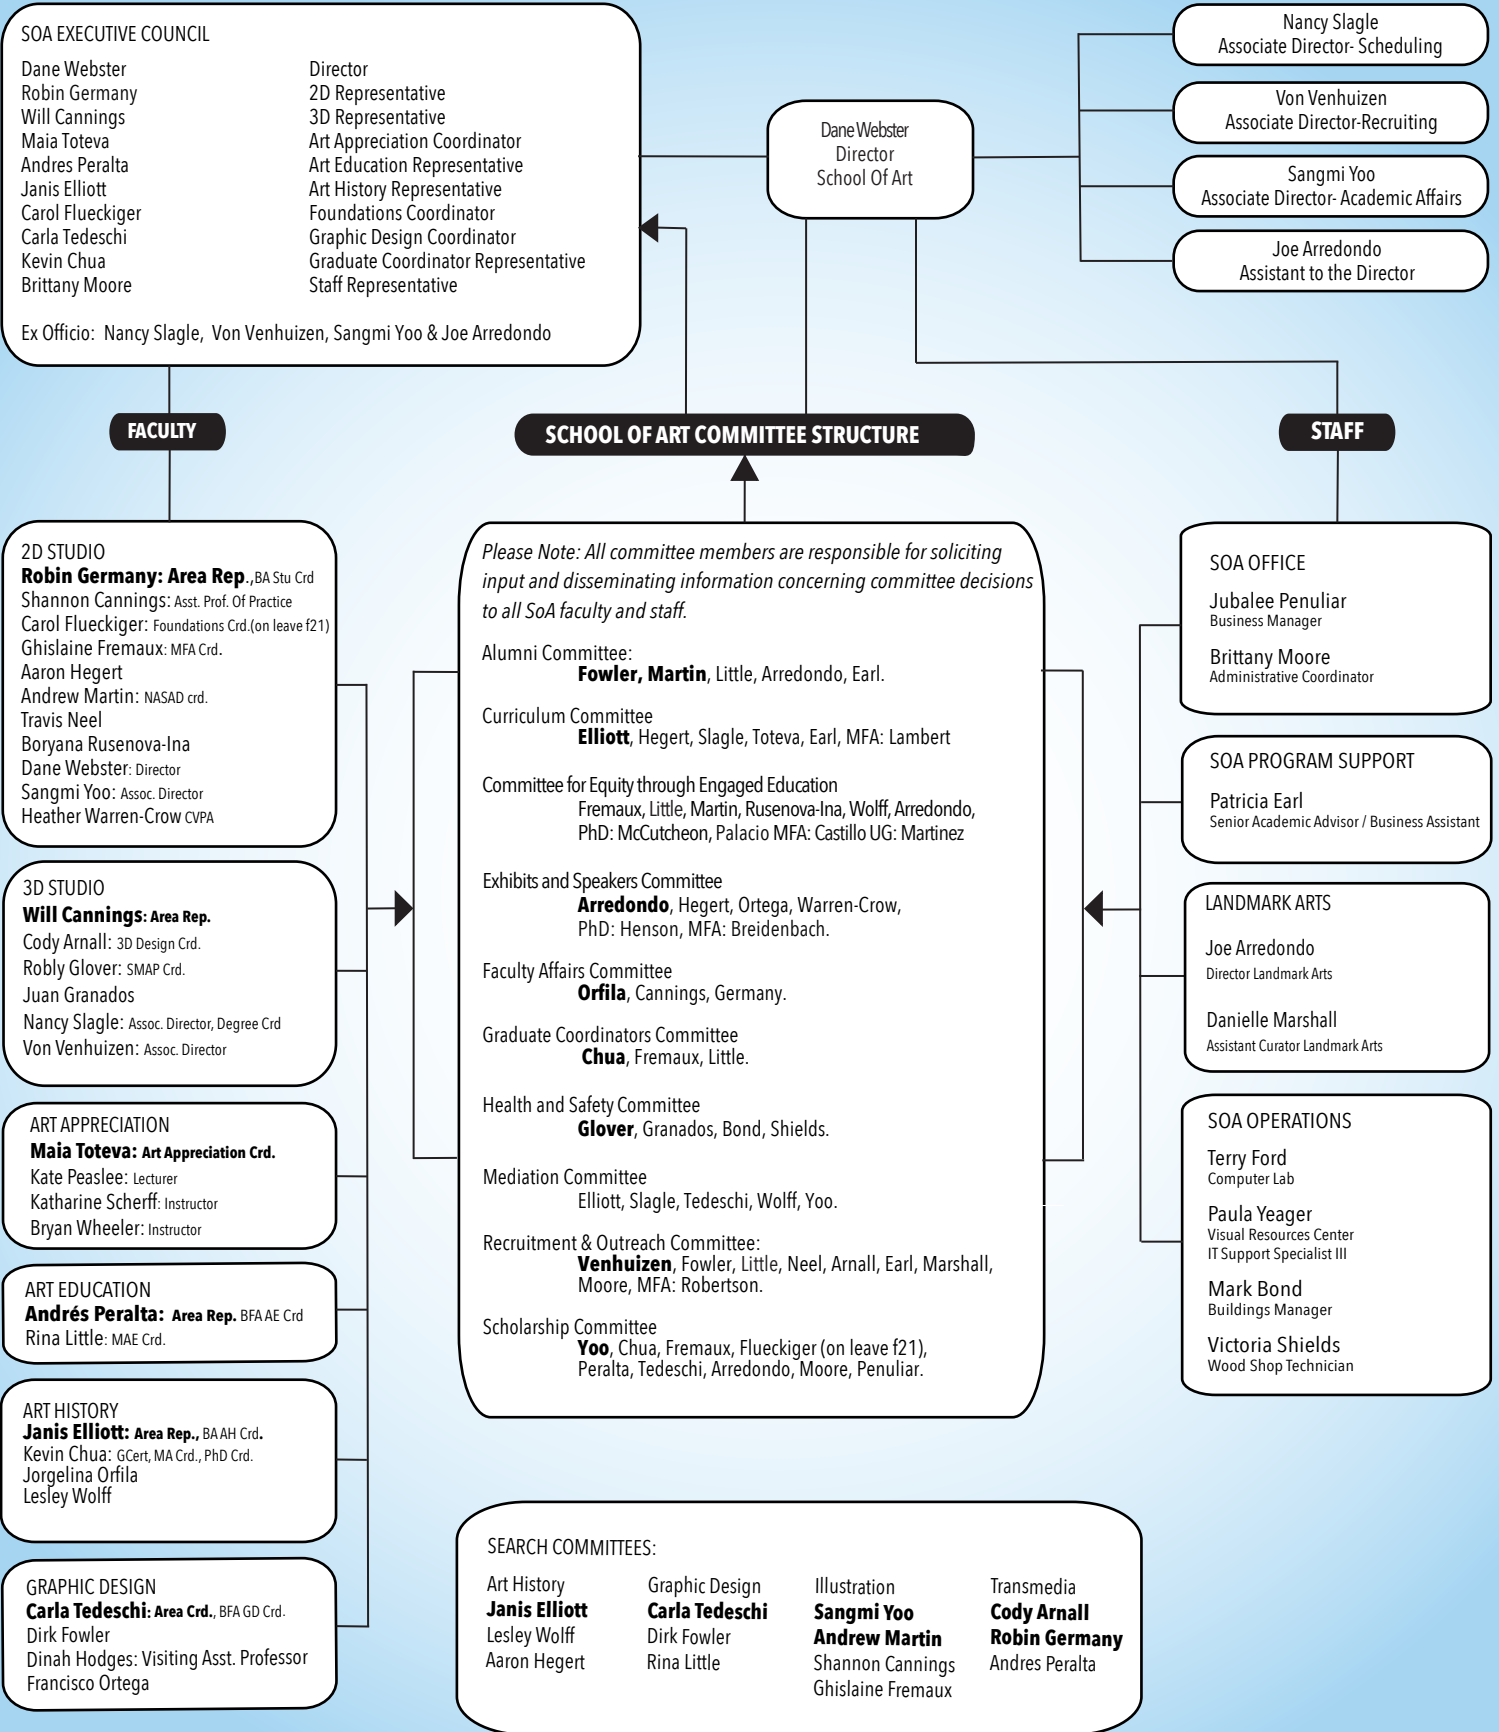 SOA EXECUTIVE COUNCIL
Dane Webster Director
Robin Germany 2D Representative
Will Cannings 3D Representative
Maia Toteva Art Appreciation Coordinator
Andres Peralta Art Education Representative
Janis Elliott Art History Representative
Carol Flueckiger Foundations Coordinator
Carla Tedeschi Graphic Design Coordinator
Kevin Chua Graduate Coordinator Representative
Brittany Moore Staff Representative
Ex Officio: Nancy Slagle, Von Venhuizen, Sangmi Yoo & Joe Arredondo
Dane Webster
Director
School Of Art
Nancy Slagle
Associate Director- Scheduling
Von Venhuizen
Associate Director-Recruiting
Sangmi Yoo
Associate Director- Academic Affairs
Joe Arredondo
Assistant to the Director
FACULTY
SCHOOL OF ART COMMITTEE STRUCTURE
STAFF
2D STUDIO
Robin Germany: Area Rep.,BA Stu Crd
Shannon Cannings: Asst. Prof. Of Practice
Carol Flueckiger: Foundations Crd.(on leave f21)
Ghislaine Fremaux: MFA Crd.
Aaron Hegert
Andrew Martin: NASAD crd.
Travis Neel
Boryana Rusenova-Ina
Dane Webster: Director
Sangmi Yoo: Assoc. Director
Heather Warren-Crow CVPA
3D STUDIO
Will Cannings: Area Rep.
Cody Arnall: 3D Design Crd.
Robly Glover: SMAP Crd.
Juan Granados
Nancy Slagle: Assoc. Director, Degree Crd
Von Venhuizen: Assoc. Director
ART APPRECIATION
Maia Toteva: Art Appreciation Crd.
Kate Peaslee: Lecturer
Katharine Scherff: Instructor
Bryan Wheeler: Instructor
ART EDUCATION
Andrés Peralta: Area Rep. BFA AE Crd
Rina Little: MAE Crd.
ART HISTORY
Janis Elliott: Area Rep., BA AH Crd.
Kevin Chua: GCert, MA Crd., PhD Crd.
Jorgelina Orfila
Lesley Wolff
GRAPHIC DESIGN
Carla Tedeschi: Area Crd., BFA GD Crd.
Dirk Fowler
Dinah Hodges: Visiting Asst. Professor
Francisco Ortega
Please Note: All committee members are responsible for soliciting
input and disseminating information concerning committee decisions
to all SoA faculty and staff.
Alumni Committee:
Fowler, Martin, Little, Arredondo, Earl.
Curriculum Committee
Elliott, Hegert, Slagle, Toteva, Earl, MFA: Lambert
Committee for Equity through Engaged Education
Fremaux, Little, Martin, Rusenova-Ina, Wolff, Arredondo,
PhD: McCutcheon, Palacio MFA: Castillo UG: Martinez
Exhibits and Speakers Committee
Arredondo, Hegert, Ortega, Warren-Crow,
PhD: Henson, MFA: Breidenbach.
Faculty Affairs Committee
Orfila, Cannings, Germany.
Graduate Coordinators Committee
Chua, Fremaux, Little.
Health and Safety Committee
Glover, Granados, Bond, Shields.
Mediation Committee
Elliott, Slagle, Tedeschi, Wolff, Yoo.
Recruitment & Outreach Committee:
Venhuizen, Fowler, Little, Neel, Arnall, Earl, Marshall,
Moore, MFA: Robertson.
Scholarship Committee
Yoo, Chua, Fremaux, Flueckiger (on leave f21),
Peralta, Tedeschi, Arredondo, Moore, Penuliar.
SOA OFFICE
Jubalee Penuliar
Business Manager
Brittany Moore
Administrative Coordinator
SOA PROGRAM SUPPORT
Patricia Earl
Senior Academic Advisor / Business Assistant
LANDMARK ARTS
Joe Arredondo
Director Landmark Arts
Danielle Marshall
Assistant Curator Landmark Arts
SOA OPERATIONS
Terry Ford
Computer Lab
Paula Yeager
Visual Resources Center
IT Support Specialist III
Mark Bond
Buildings Manager
Victoria Shields
Wood Shop Technician
SEARCH COMMITTEES:
Art History
Janis Elliott
Lesley Wolff
Aaron Hegert
Graphic Design
Carla Tedeschi
Dirk Fowler
Rina Little
Illustration
Sangmi Yoo
Andrew Martin
Shannon Cannings
Ghislaine Fremaux
Transmedia
Cody Arnall
Robin Germany
Andres Peralta